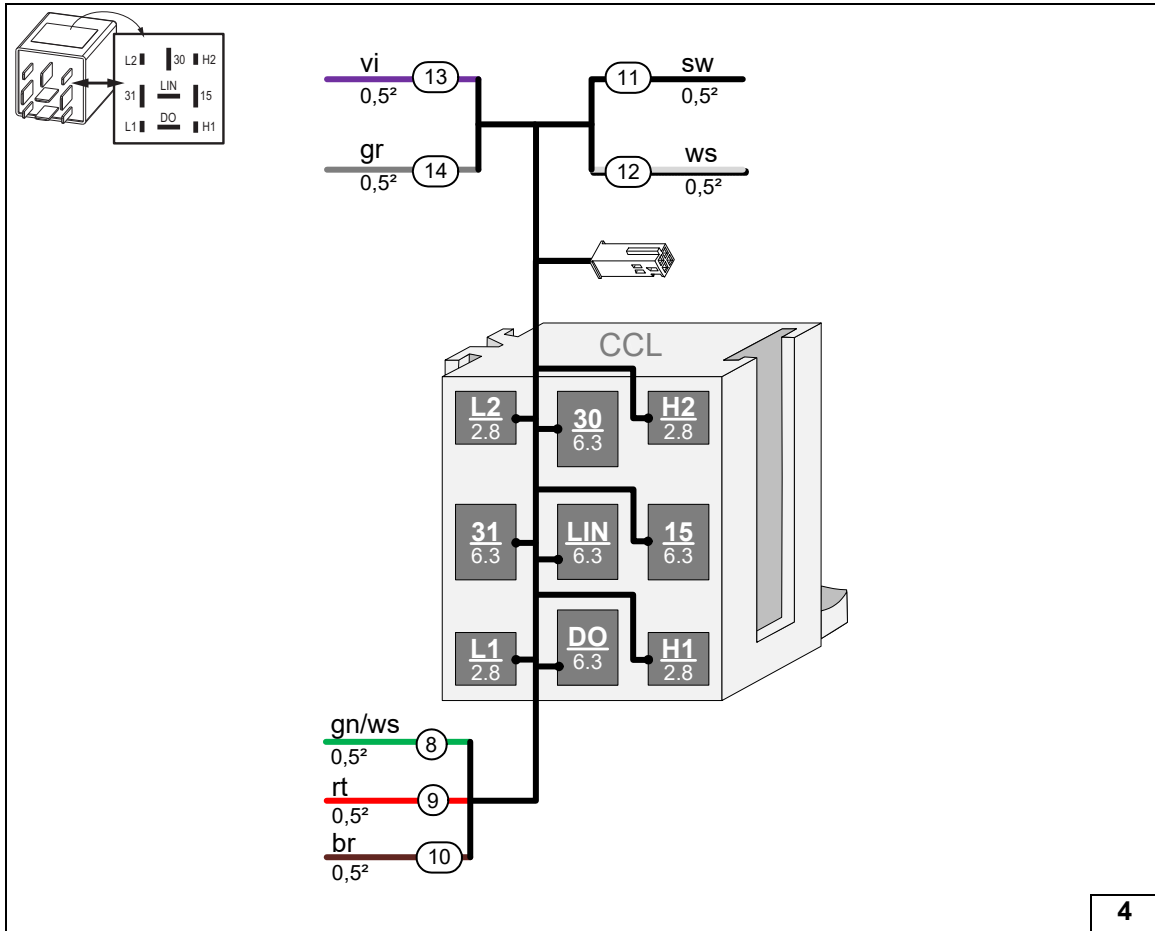 L2 30 H2
31 LIN 15
L1 DO H1
vi 13
0,5²
11 sw
0,5²
gr 14
0,5²
12 ws
0,5²
CCL
L2 30 H2
2.8 6.3 2.8
31 LIN 15
6.3 6.3 6.3
L1 DO H1
2.8 6.3 2.8
gn/ws 8
0,5²
rt 9
0,5²
br 10
0,5²
4